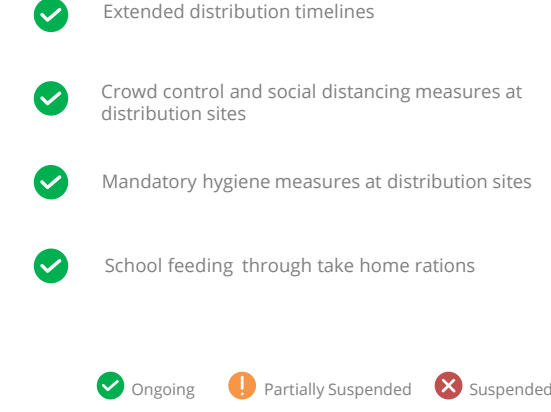 Extended distribution timelines
Crowd control and social distancing measures at
distribution sites
Mandatory hygiene measures at distribution sites
School feeding through take home rations
Ongoing Partially Suspended Suspended